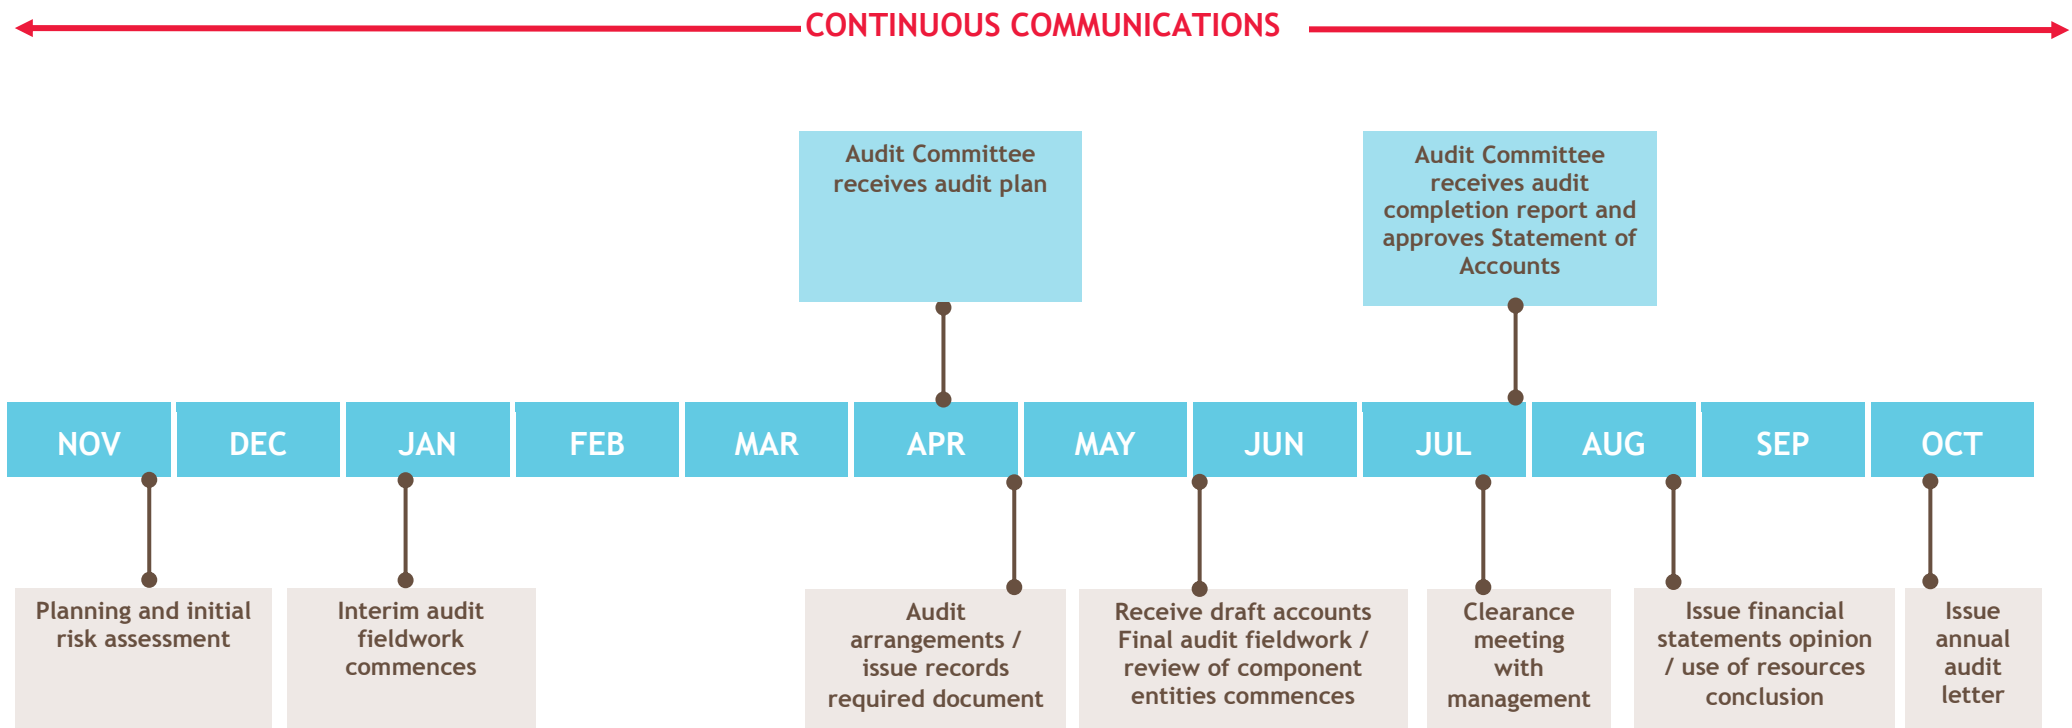 CONTINUOUS COMMUNICATIONS
Audit Committee
receives audit plan
Audit Committee
receives audit
completion report and
approves Statement of
Accounts
NOV
DEC
JAN
FEB
MAR
APR
MAY
JUN
JUL
AUG
SEP
OCT
Planning and initial
risk assessment
Interim audit
fieldwork
commences
Audit
arrangements /
issue records
required document
Receive draft accounts
Final audit fieldwork /
review of component
entities commences
Clearance
meeting
with
management
Issue financial
statements opinion
/ use of resources
conclusion
Issue
annual
audit
letter